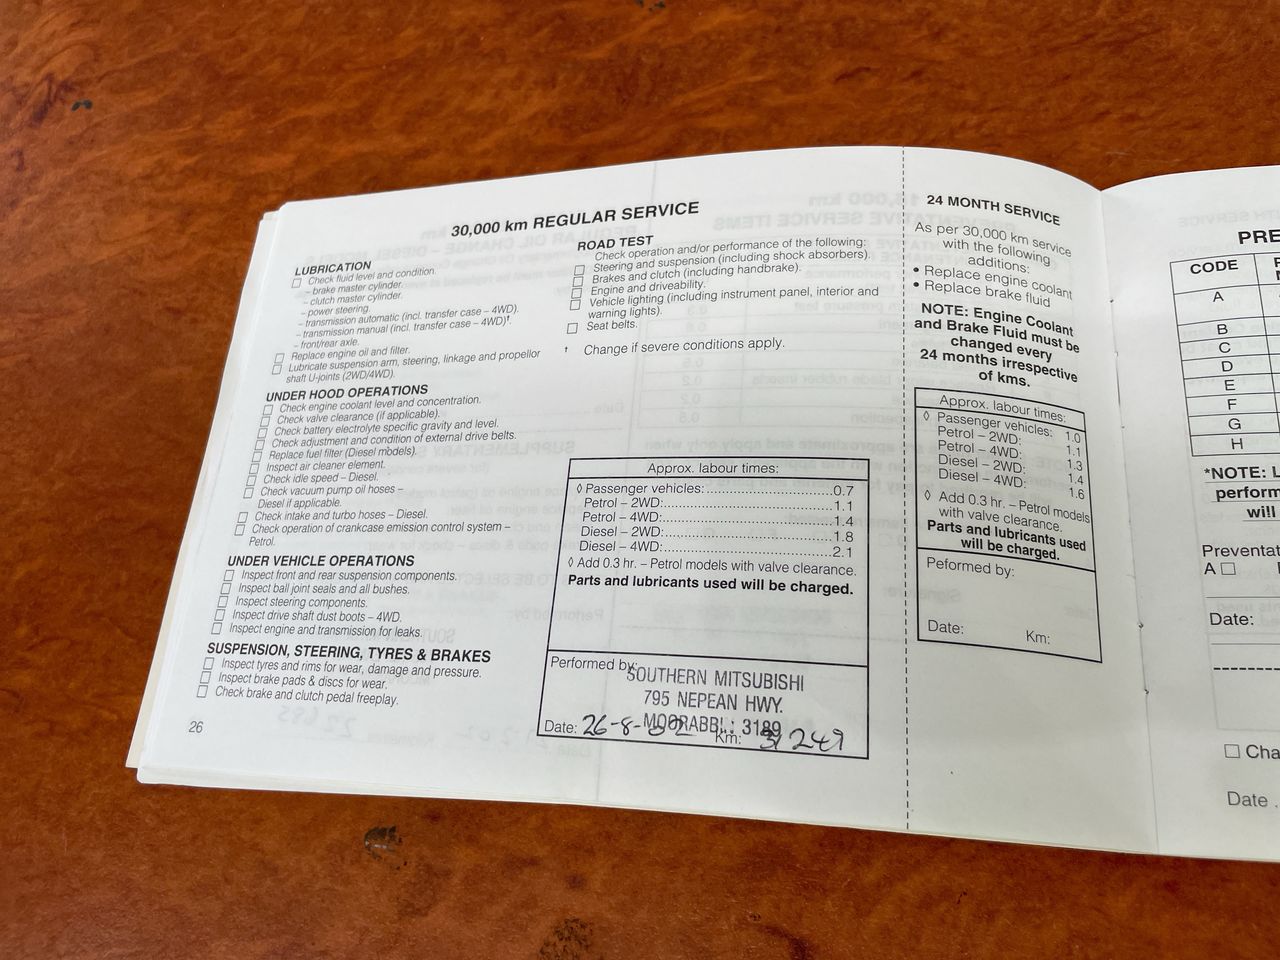 30,000 km REGULAR SERVICE
LUBRICATION
Check fluid level and condition.
– brake master cylinder.
– clutch master cylinder.
– power steering.
– transmission automatic (incl. transfer case – 4WD).
– transmission manual (incl. transfer case – 4WD)†.
– front/rear axle.
Replace engine oil and filter.
Lubricate suspension arm, steering, linkage and propellor
shaft U-joints (2WD/4WD).
UNDER HOOD OPERATIONS
Check engine coolant level and concentration.
Check valve clearance (if applicable).
Check battery electrolyte specific gravity and level.
Check adjustment and condition of external drive belts.
Replace fuel filter (Diesel models).
Inspect air cleaner element.
Check idle speed – Diesel.
Check vacuum pump oil hoses –
Diesel if applicable.
Check intake and turbo hoses – Diesel.
Check operation of crankcase emission control system –
Petrol.
UNDER VEHICLE OPERATIONS
Inspect front and rear suspension components.
Inspect ball joint seals and all bushes.
Inspect steering components.
Inspect drive shaft dust boots – 4WD.
Inspect engine and transmission for leaks.
SUSPENSION, STEERING, TYRES & BRAKES
Inspect tyres and rims for wear, damage and pressure.
Inspect brake pads & discs for wear.
Check brake and clutch pedal freeplay.
26
ROAD TEST
Check operation and/or performance of the following:
Steering and suspension (including shock absorbers).
Brakes and clutch (including handbrake).
Engine and driveability.
Vehicle lighting (including instrument panel, interior and
warning lights).
Seat belts.
† Change if severe conditions apply.
Approx. labour times:
◊ Passenger vehicles:..............................0.7
Petrol – 2WD:........................................1.1
Petrol – 4WD:........................................1.4
Diesel – 2WD:........................................1.8
Diesel – 4WD:........................................2.1
◊ Add 0.3 hr. – Petrol models with valve clearance.
Parts and lubricants used will be charged.
Performed by:
SOUTHERN MITSUBISHI
795 NEPEAN HWY.
MOORABBI. 3189
Date: 26-8-02 Km: 31249
24 MONTH SERVICE
As per 30,000 km service
with the following
additions:
• Replace engine coolant
• Replace brake fluid
NOTE: Engine Coolant
and Brake Fluid must be
changed every
24 months irrespective
of kms.
Approx. labour times:
◊ Passenger vehicles: 1.0
Petrol – 2WD: 1.1
Petrol – 4WD: 1.3
Diesel – 2WD: 1.4
Diesel – 4WD: 1.6
◊ Add 0.3 hr. – Petrol models
with valve clearance.
Parts and lubricants used
will be charged.
Peformed by:
Date: Km:
PRE
CODE
A
B
C
D
E
F
G
H
*NOTE: L
perform
will
Preventat
A
Date:
Cha
Date .